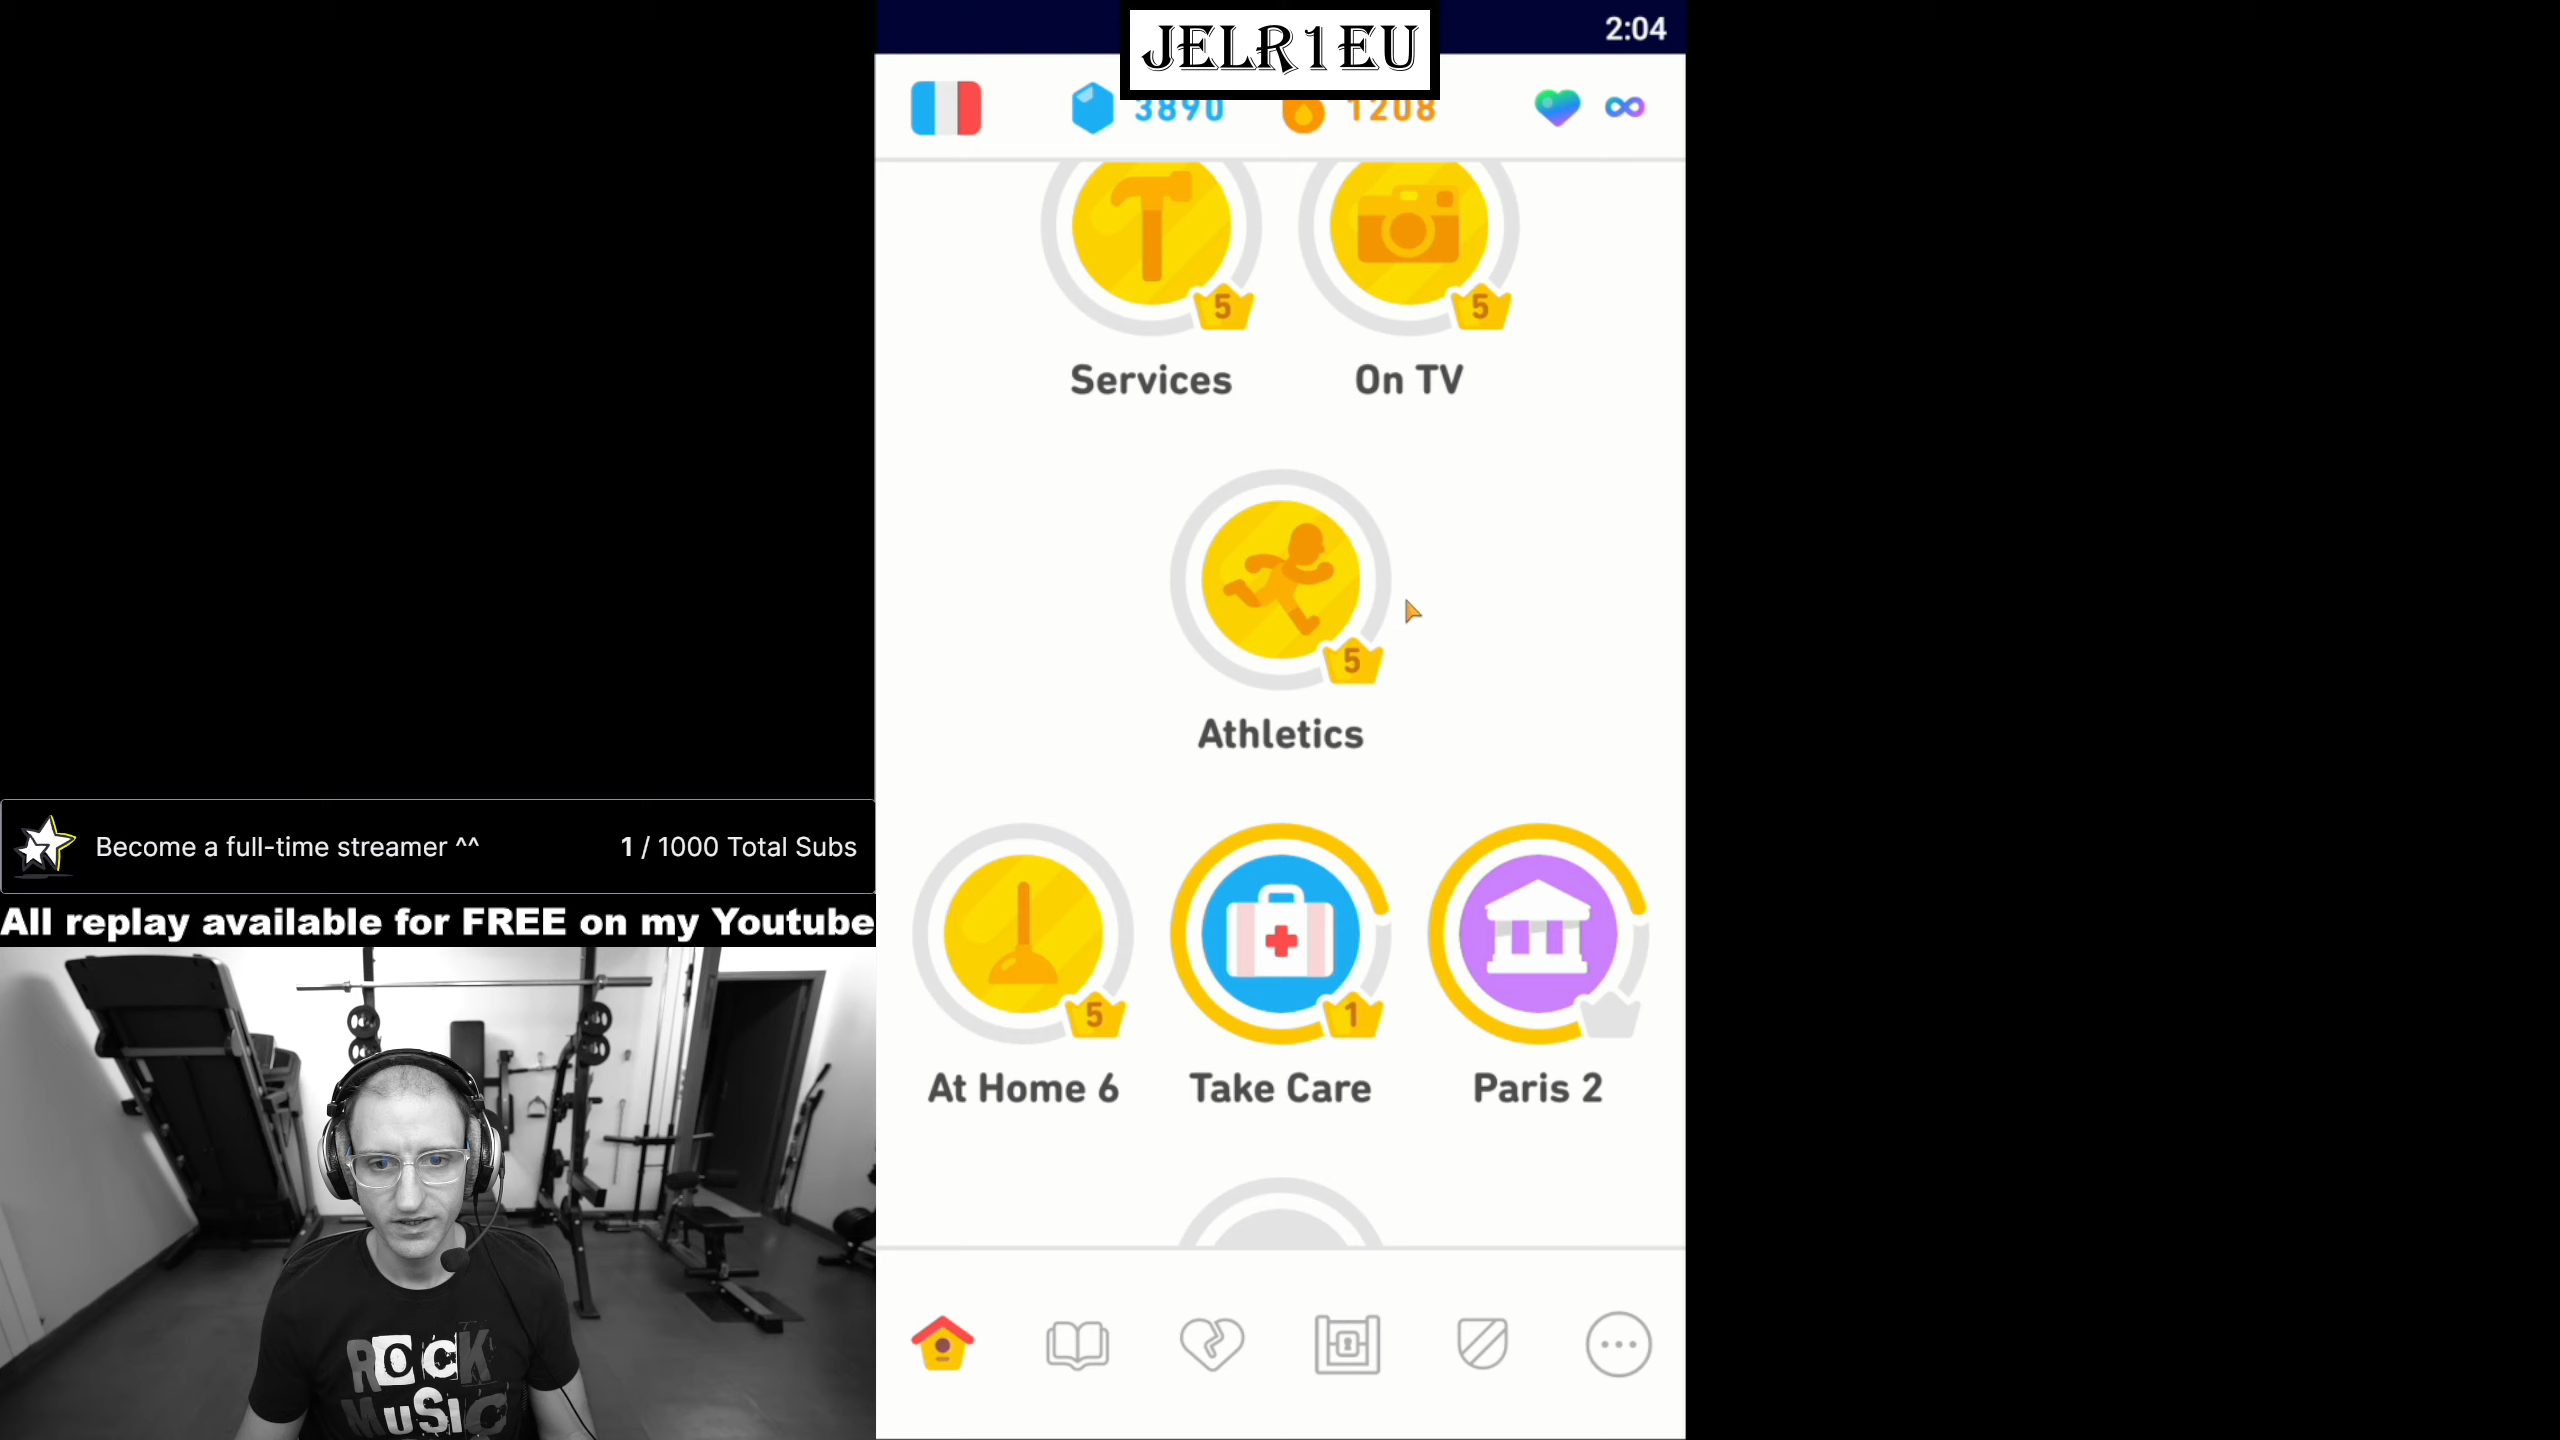 JELR1EU
2:04
3890
1208
5
5
Services
On TV
5
Athletics
5
1
At Home 6
Take Care
Paris 2
Become a full-time streamer ^^
1 / 1000 Total Subs
All replay available for FREE on my Youtube
ROCK
MUSIC